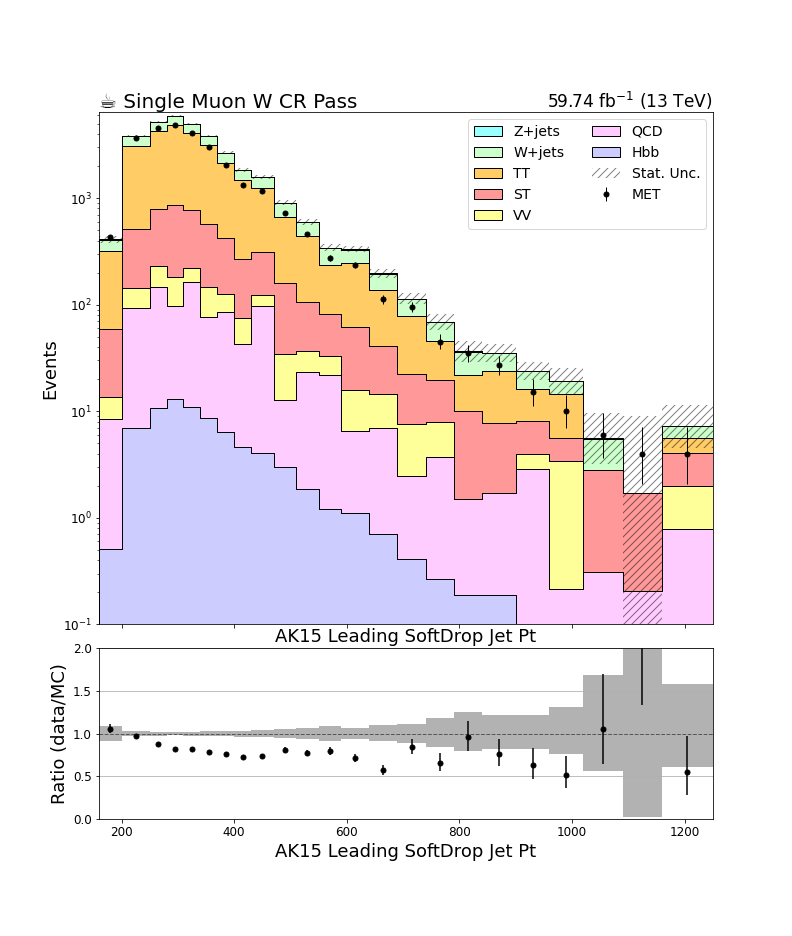 ☕ Single Muon W CR Pass
59.74 fb⁻¹ (13 TeV)
Z+jets
W+jets
TT
ST
VV
QCD
Hbb
Stat. Unc.
MET
Events
10³
10²
10¹
10⁰
10⁻¹
AK15 Leading SoftDrop Jet Pt
Ratio (data/MC)
2.0
1.5
1.0
0.5
0.0
200 400 600 800 1000 1200
AK15 Leading SoftDrop Jet Pt